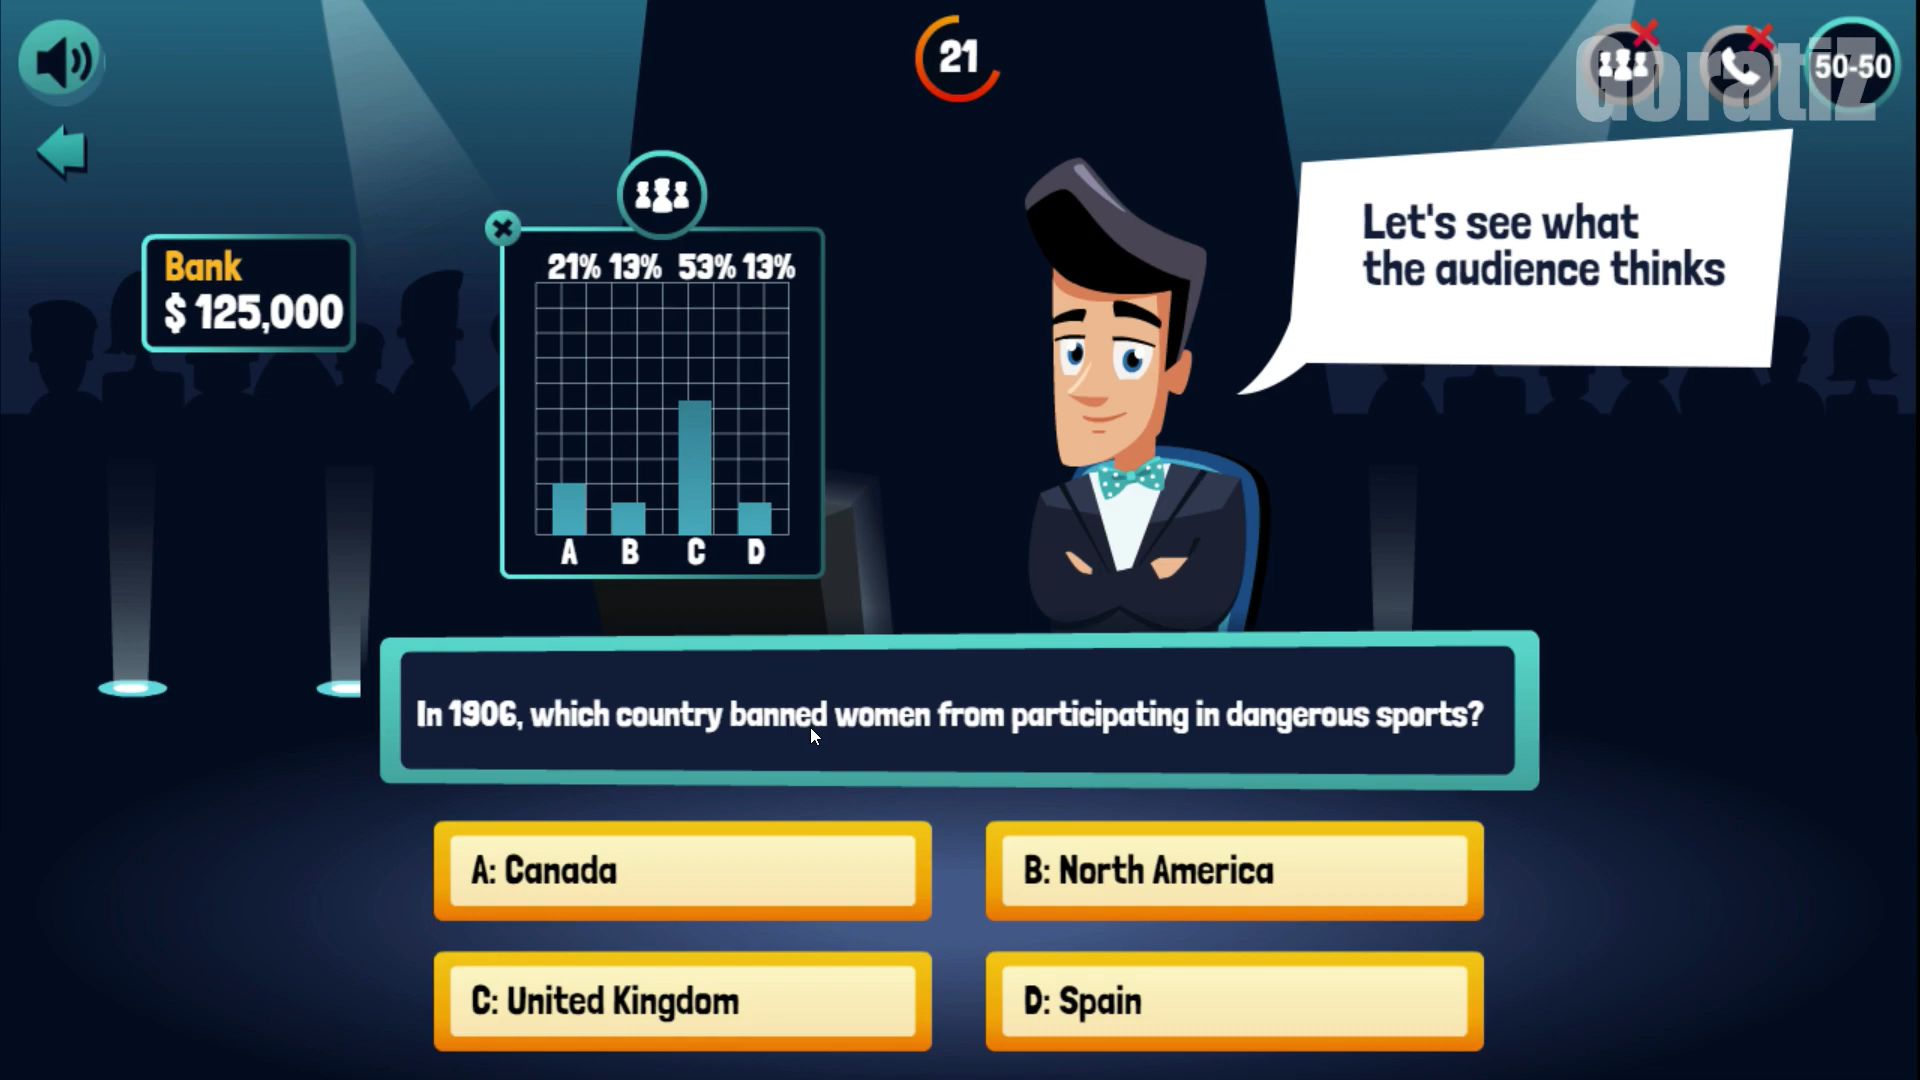 21
GoratiZ
50-50
Let's see what
the audience thinks
Bank
$ 125,000
21% 13% 53% 13%
A B C D
In 1906, which country banned women from participating in dangerous sports?
A: Canada
B: North America
C: United Kingdom
D: Spain